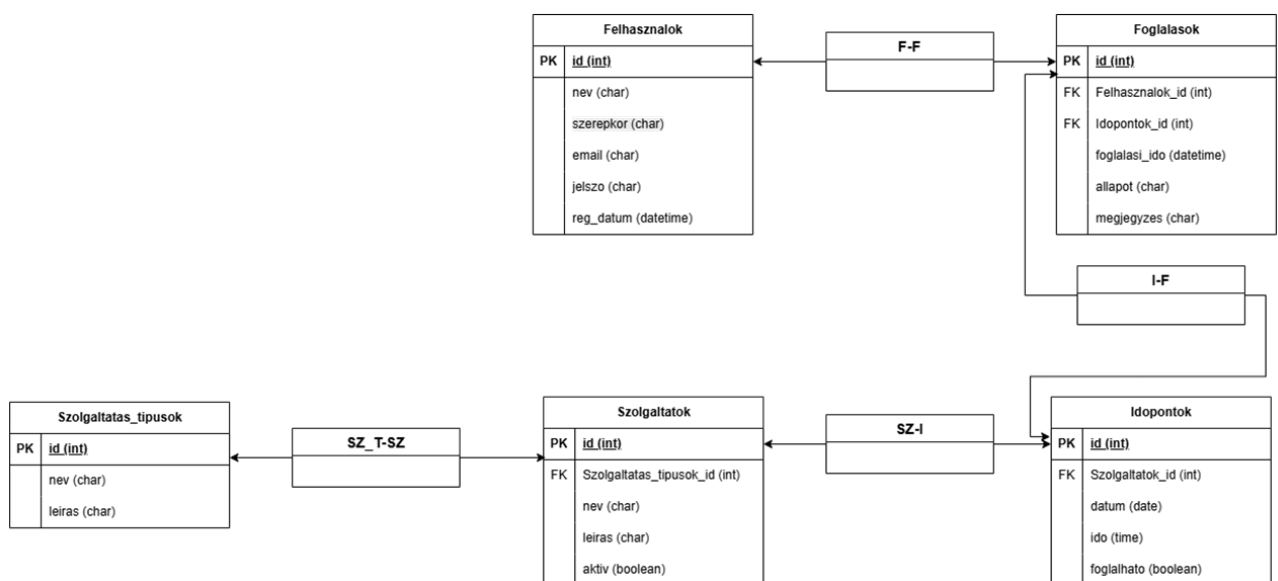 Felhasznalok
PK id (int)
nev (char)
szerepkor (char)
email (char)
jelszo (char)
reg_datum (datetime)
F-F
Foglalasok
PK id (int)
FK Felhasznalok_id (int)
FK Idopontok_id (int)
foglalasi_ido (datetime)
allapot (char)
megjegyzes (char)
I-F
Szolgaltatas_tipusok
PK id (int)
nev (char)
leiras (char)
SZ_T-SZ
Szolgaltatok
PK id (int)
FK Szolgaltatas_tipusok_id (int)
nev (char)
leiras (char)
aktiv (boolean)
SZ-I
Idopontok
PK id (int)
FK Szolgaltatok_id (int)
datum (date)
ido (time)
foglalhato (boolean)